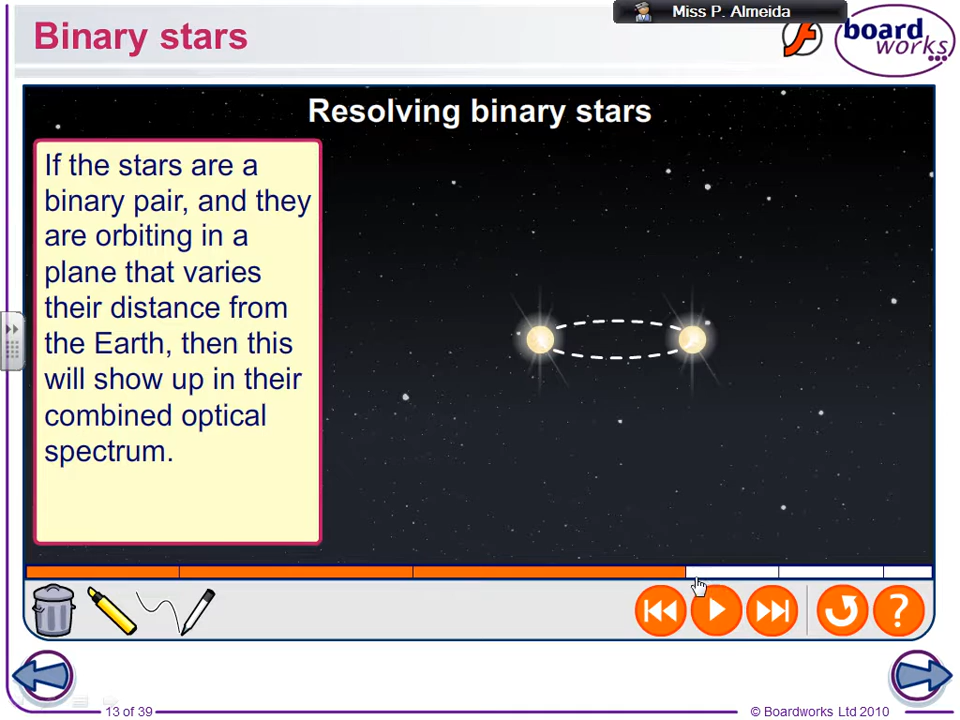 Miss P. Almeida
Binary stars
board
works
Resolving binary stars
If the stars are a
binary pair, and they
are orbiting in a
plane that varies
their distance from
the Earth, then this
will show up in their
combined optical
spectrum.
?
13 of 39
© Boardworks Ltd 2010